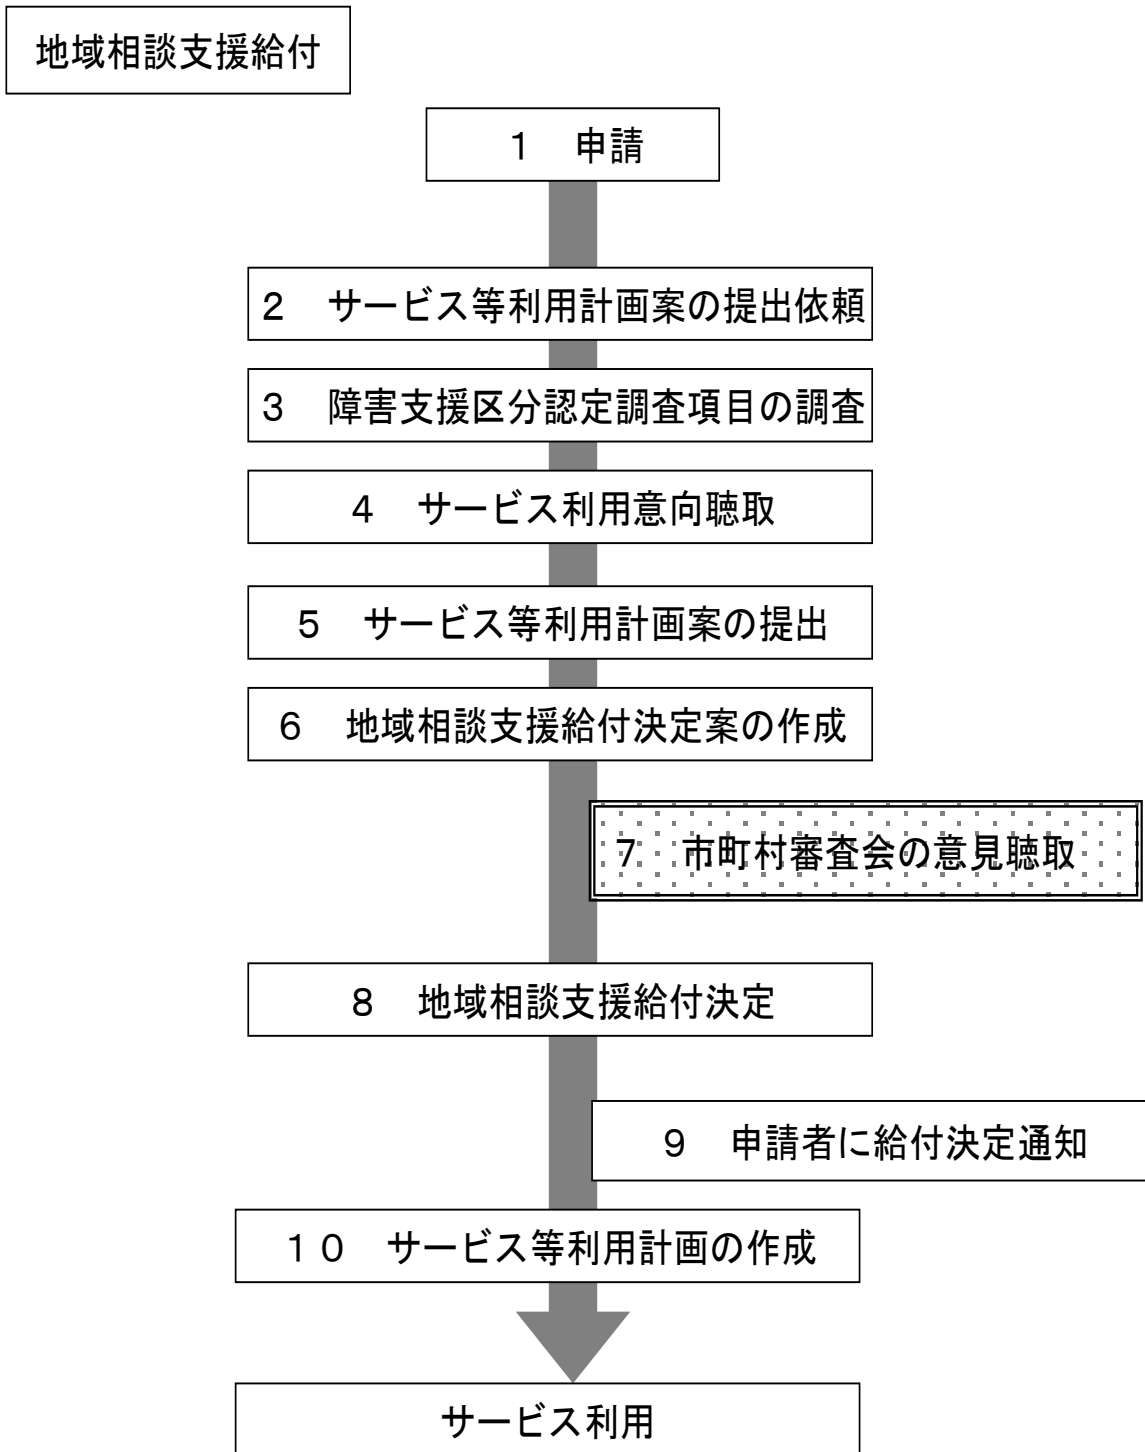 地域相談支援給付
1 申請
2 サービス等利用計画案の提出依頼
3 障害支援区分認定調査項目の調査
4 サービス利用意向聴取
5 サービス等利用計画案の提出
6 地域相談支援給付決定案の作成
7 市町村審査会の意見聴取
8 地域相談支援給付決定
9 申請者に給付決定通知
10 サービス等利用計画の作成
サービス利用